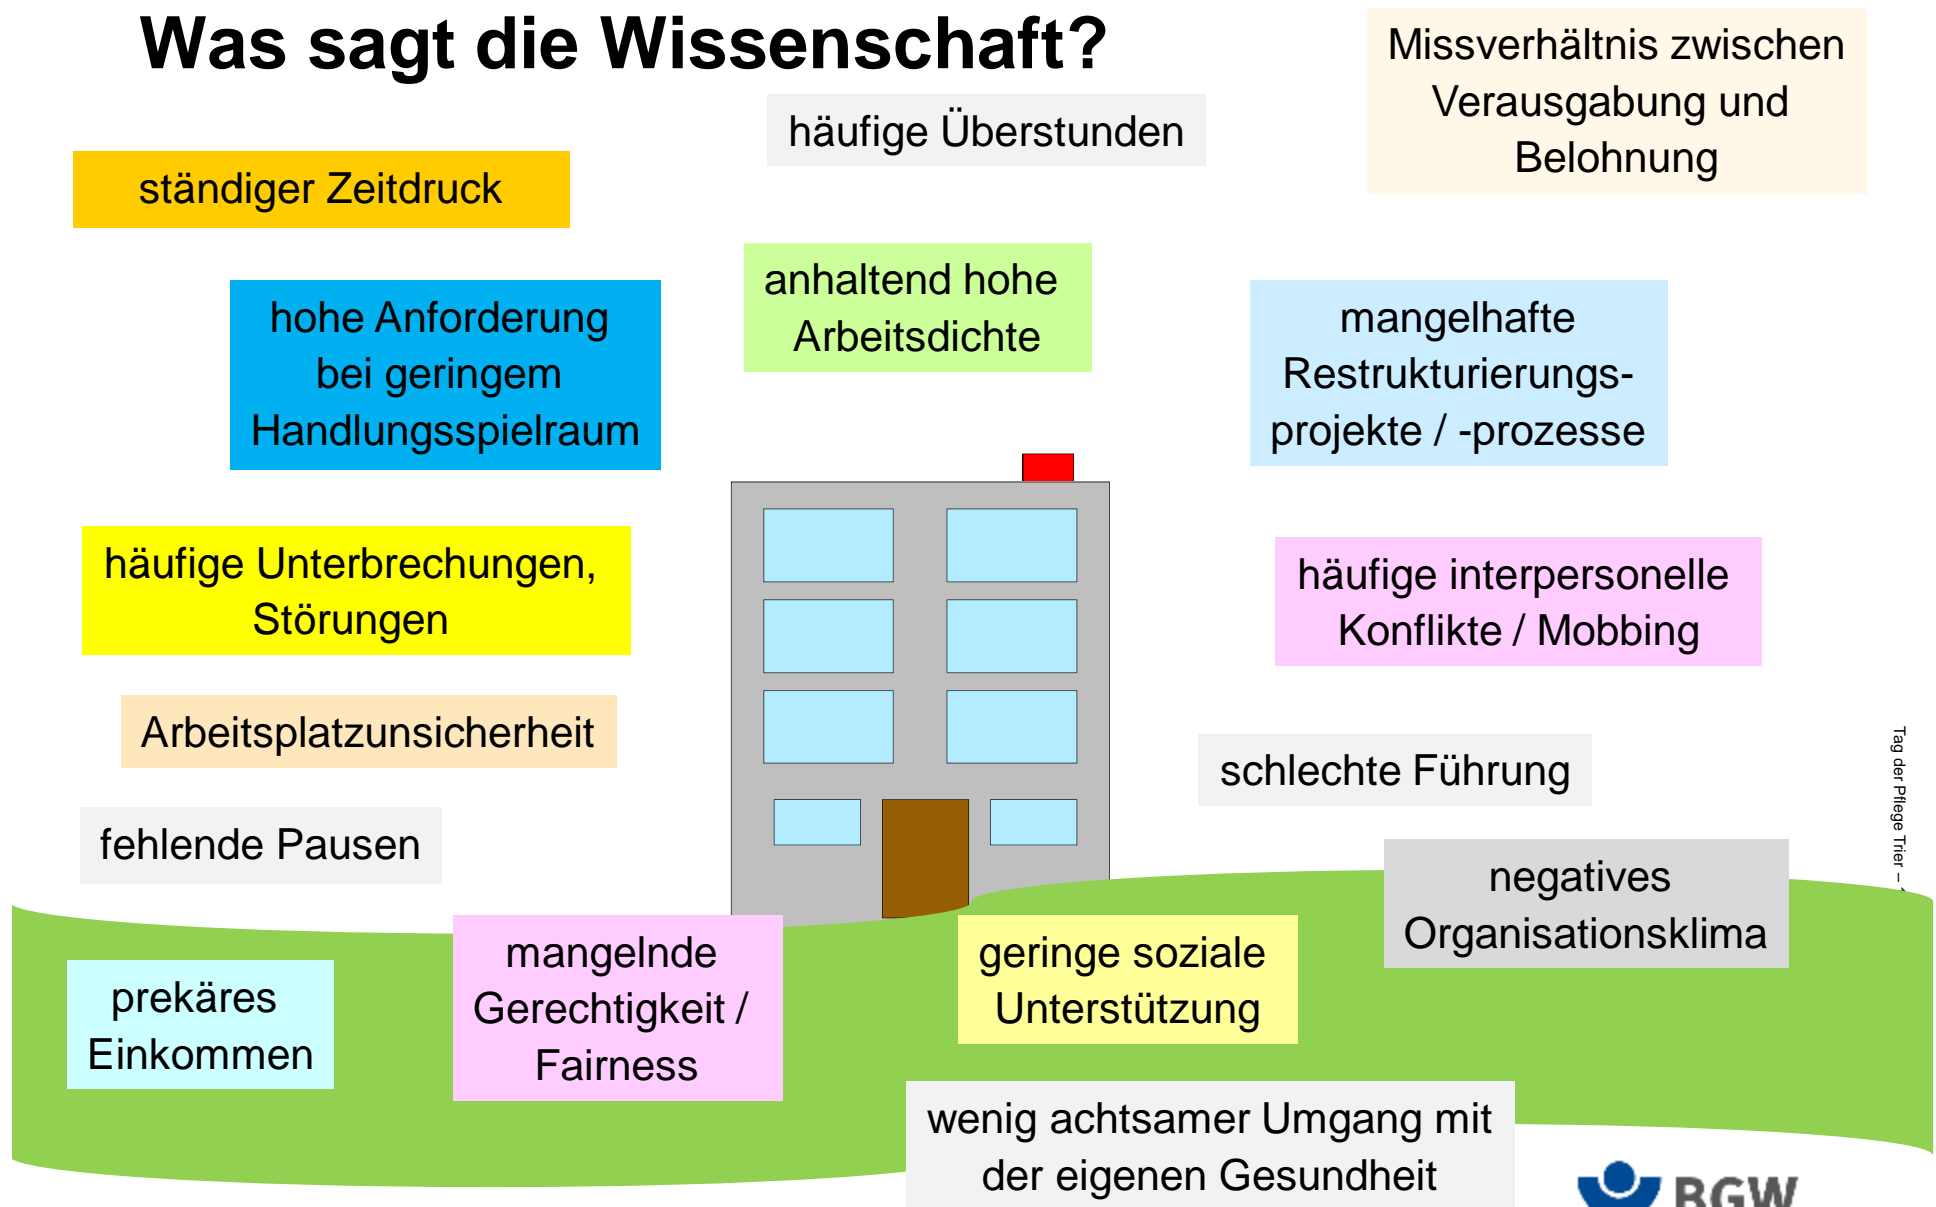 Was sagt die Wissenschaft?
Missverhältnis zwischen
Verausgabung und
Belohnung
häufige Überstunden
ständiger Zeitdruck
anhaltend hohe
Arbeitsdichte
hohe Anforderung
bei geringem
Handlungsspielraum
mangelhafte
Restrukturierungs-
projekte / -prozesse
häufige Unterbrechungen,
Störungen
häufige interpersonelle
Konflikte / Mobbing
Arbeitsplatzunsicherheit
schlechte Führung
fehlende Pausen
negatives
Organisationsklima
mangelnde
Gerechtigkeit /
Fairness
geringe soziale
Unterstützung
prekäres
Einkommen
wenig achtsamer Umgang mit
der eigenen Gesundheit
Tag der Pflege Trier –
BGW